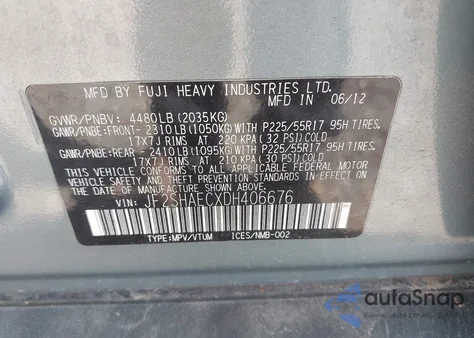 MFD. BY FUJI HEAVY INDUSTRIES LTD.
MFD IN 06/12
GVWR/PNBV: 4480LB(2035KG)
GAWR/PNBE:FRONT-2310LB(1050KG)WITH P225/55R17 95H TIRES.
17X7J RIMS AT 220 KPA(32 PSI)COLD
GAWR/PNBE:REAR -2410LB(1095KG)WITH P225/55R17 95H TIRES.
17X7J RIMS AT 210 KPA(30 PSI)COLD
THIS VEHICLE CONFORMS TO ALL APPLICABLE
FEDERAL MOTOR VEHICLE SAFETY
STANDARDS IN EFFECT ON THE DATE OF
MANUFACTURE SHOWN ABOVE.
V.I.N.: JF2SHAECXDH406676
TYPE:MPV/VTUM ICES/NMB-002
autoSnap